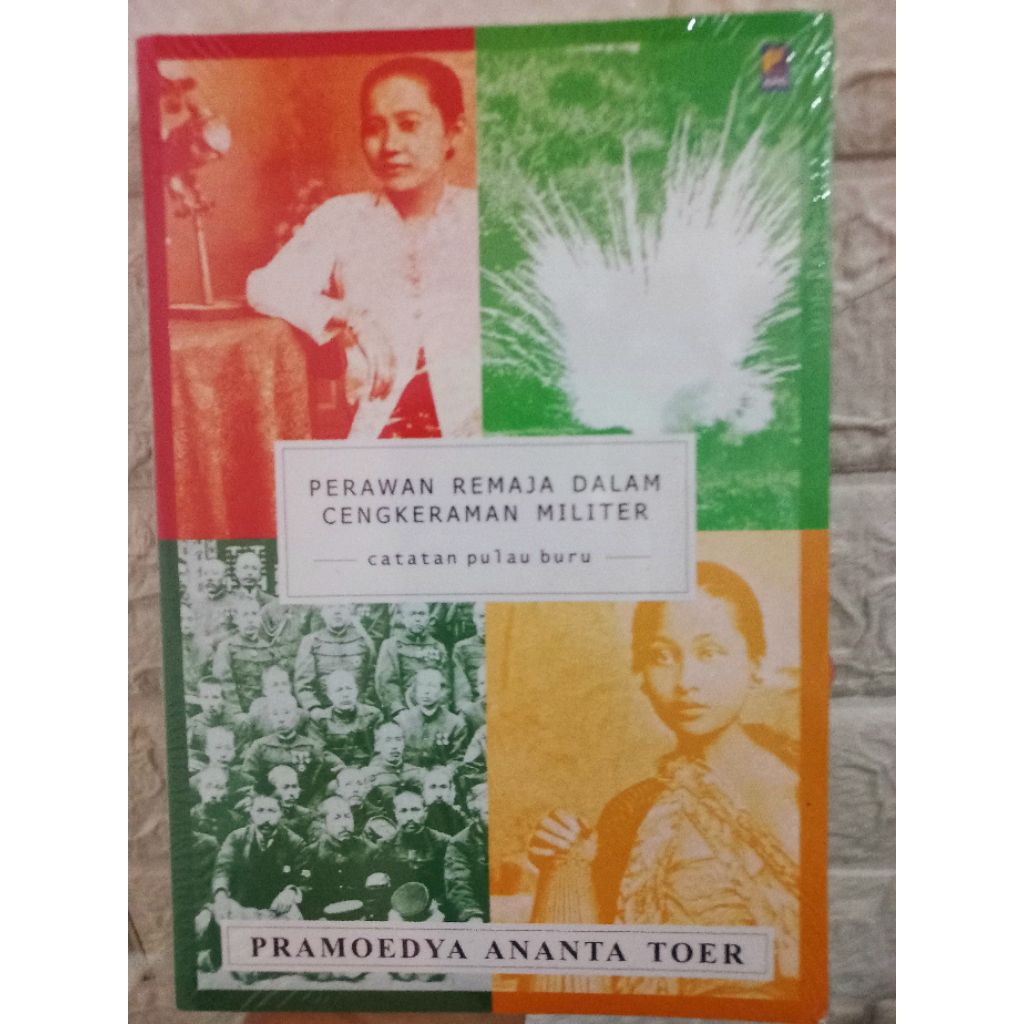 PERAWAN REMAJA DALAM
CENGKERAMAN MILITER
catatan pulau buru
PRAMOEDYA ANANTA TOER